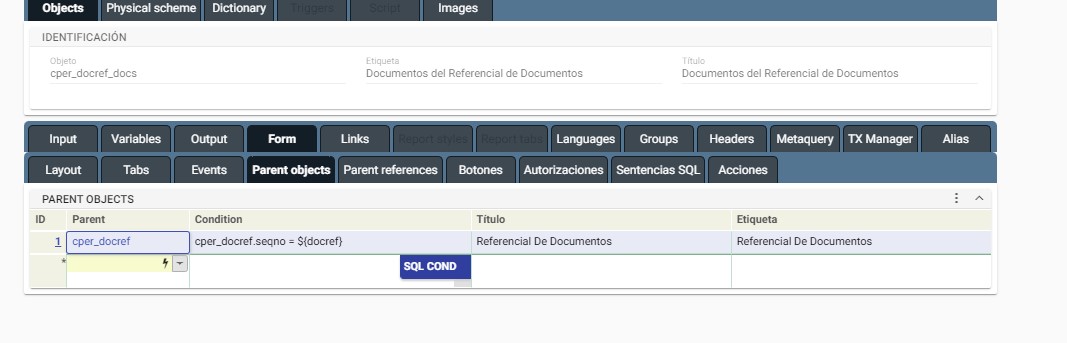 Objects Physical scheme Dictionary Triggers Script Images
IDENTIFICACIÓN
Objeto Etiqueta Título
cper_docref_docs Documentos del Referencial de Documentos Documentos del Referencial de Documentos
Input Variables Output Form Links Report styles Report tabs Languages Groups Headers Metaquery TX Manager Alias
Layout Tabs Events Parent objects Parent references Botones Autorizaciones Sentencias SQL Acciones
PARENT OBJECTS
ID Parent Condition Título Etiqueta
1 cper_docref cper_docref.seqno = ${docref} Referencial De Documentos Referencial De Documentos
*
SQL COND